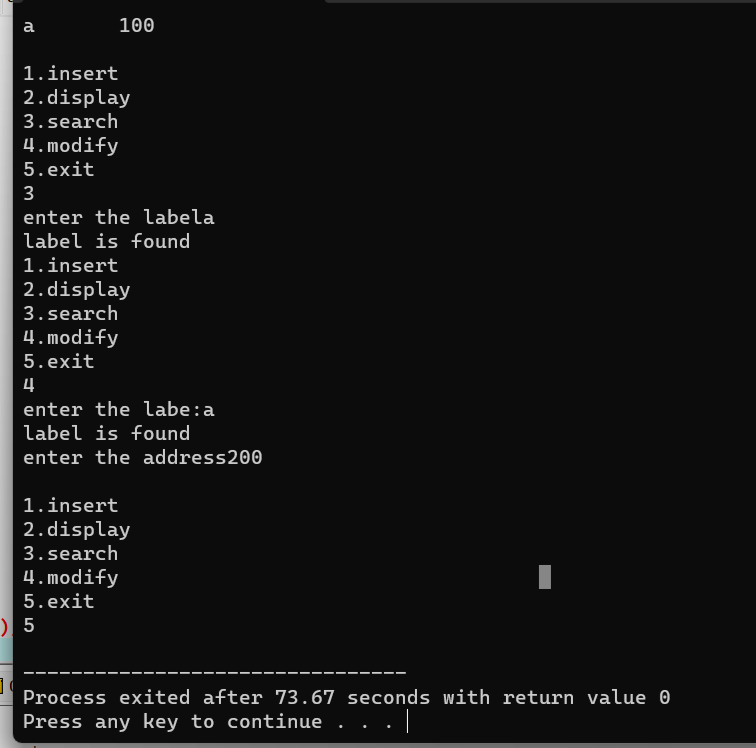 a       100

1.insert
2.display
3.search
4.modify
5.exit
3
enter the labela
label is found
1.insert
2.display
3.search
4.modify
5.exit
4
enter the labe:a
label is found
enter the address200

1.insert
2.display
3.search
4.modify
5.exit
5

--------------------------------
Process exited after 73.67 seconds with return value 0
Press any key to continue . . .
)